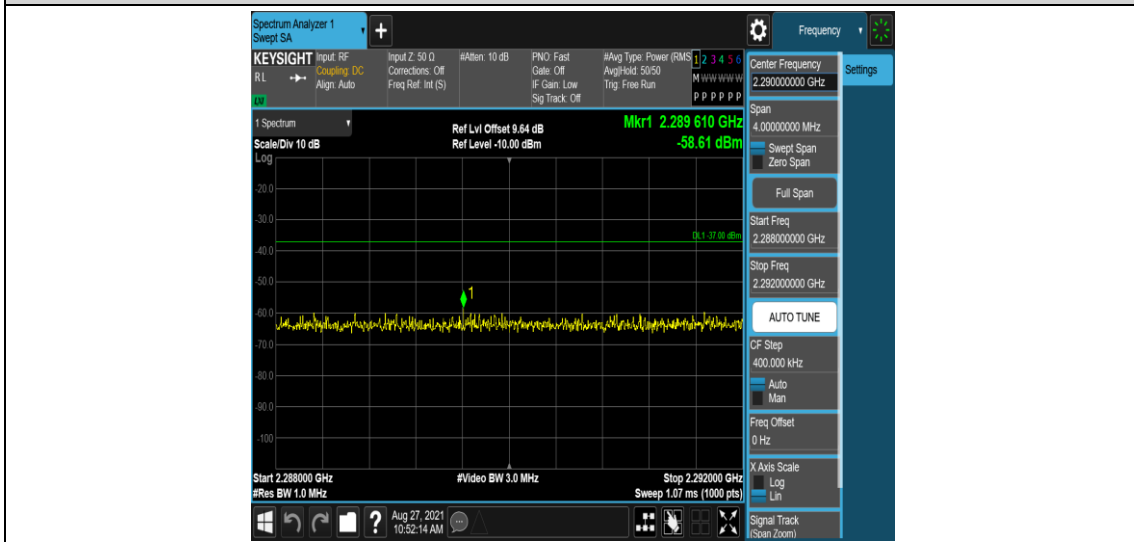 Spectrum Analyzer 1
Swept SA
+
Frequency
KEYSIGHT
RL
Input: RF
Coupling: DC
Align: Auto
Input Z: 50 Ω
Corrections: Off
Freq Ref: Int (S)
#Atten: 10 dB
PNO: Fast
Gate: Off
IF Gain: Low
Sig Track: Off
#Avg Type: Power (RMS
Avg|Hold: 50/50
Trig: Free Run
1 2 3 4 5 6
M W W W W W
P P P P P P
1 Spectrum
Scale/Div 10 dB
Ref Lvl Offset 9.64 dB
Ref Level -10.00 dBm
Mkr1 2.289 610 GHz
-58.61 dBm
Log
-20.0
-30.0
DL1 -37.00 dBm
-40.0
-50.0
1
-60.0
-70.0
-80.0
-90.0
-100
Start 2.288000 GHz
#Res BW 1.0 MHz
#Video BW 3.0 MHz
Stop 2.292000 GHz
Sweep 1.07 ms (1000 pts)
?
Aug 27, 2021
10:52:14 AM
Center Frequency
2.290000000 GHz
Settings
Span
4.00000000 MHz
Swept Span
Zero Span
Full Span
Start Freq
2.288000000 GHz
Stop Freq
2.292000000 GHz
AUTO TUNE
CF Step
400.000 kHz
Auto
Man
Freq Offset
0 Hz
X Axis Scale
Log
Lin
Signal Track
(Span Zoom)